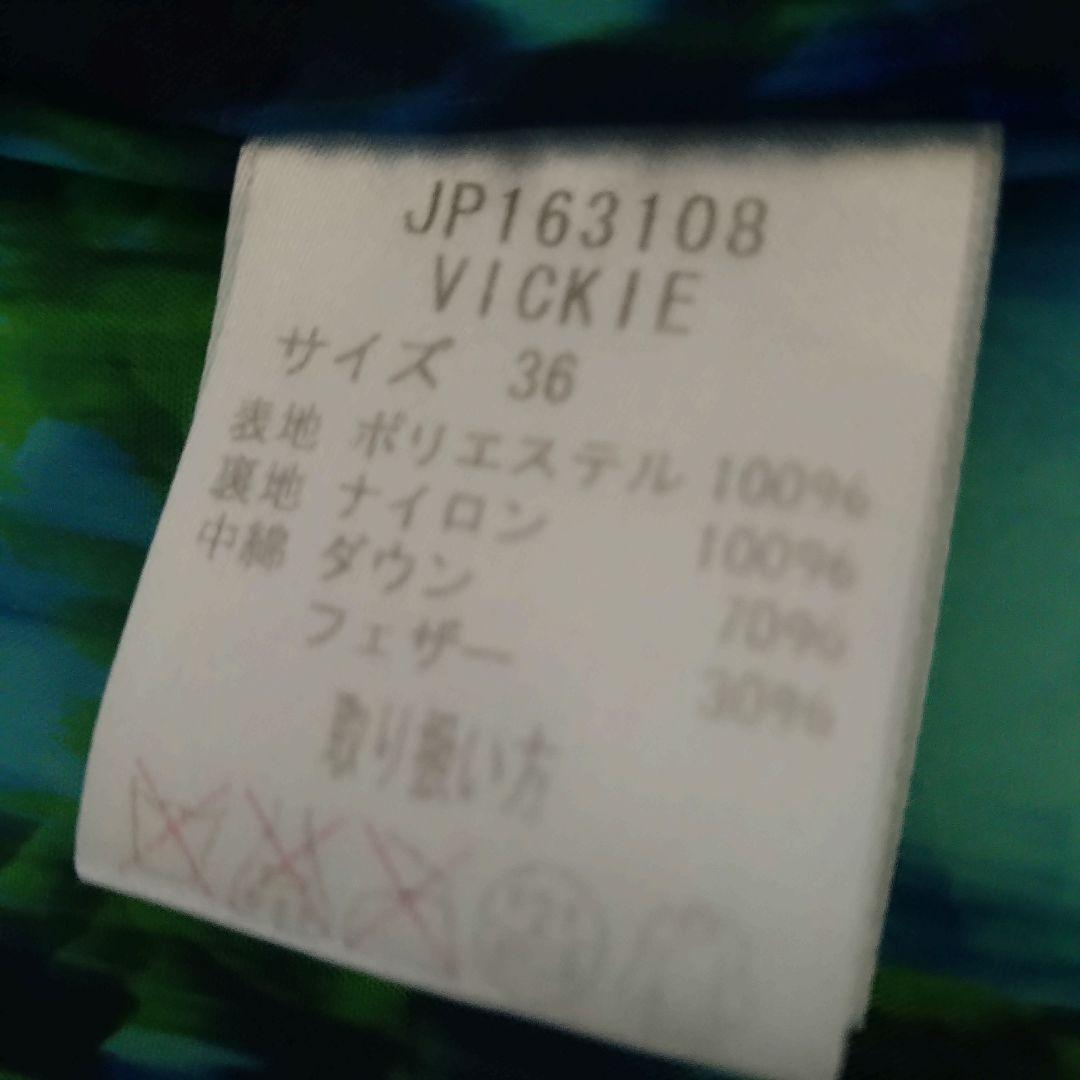 JP163108
VICKIE
サイズ 36
表地 ポリエステル 100%
裏地 ナイロン 100%
中綿 ダウン 70%
フェザー 30%
取り扱い方